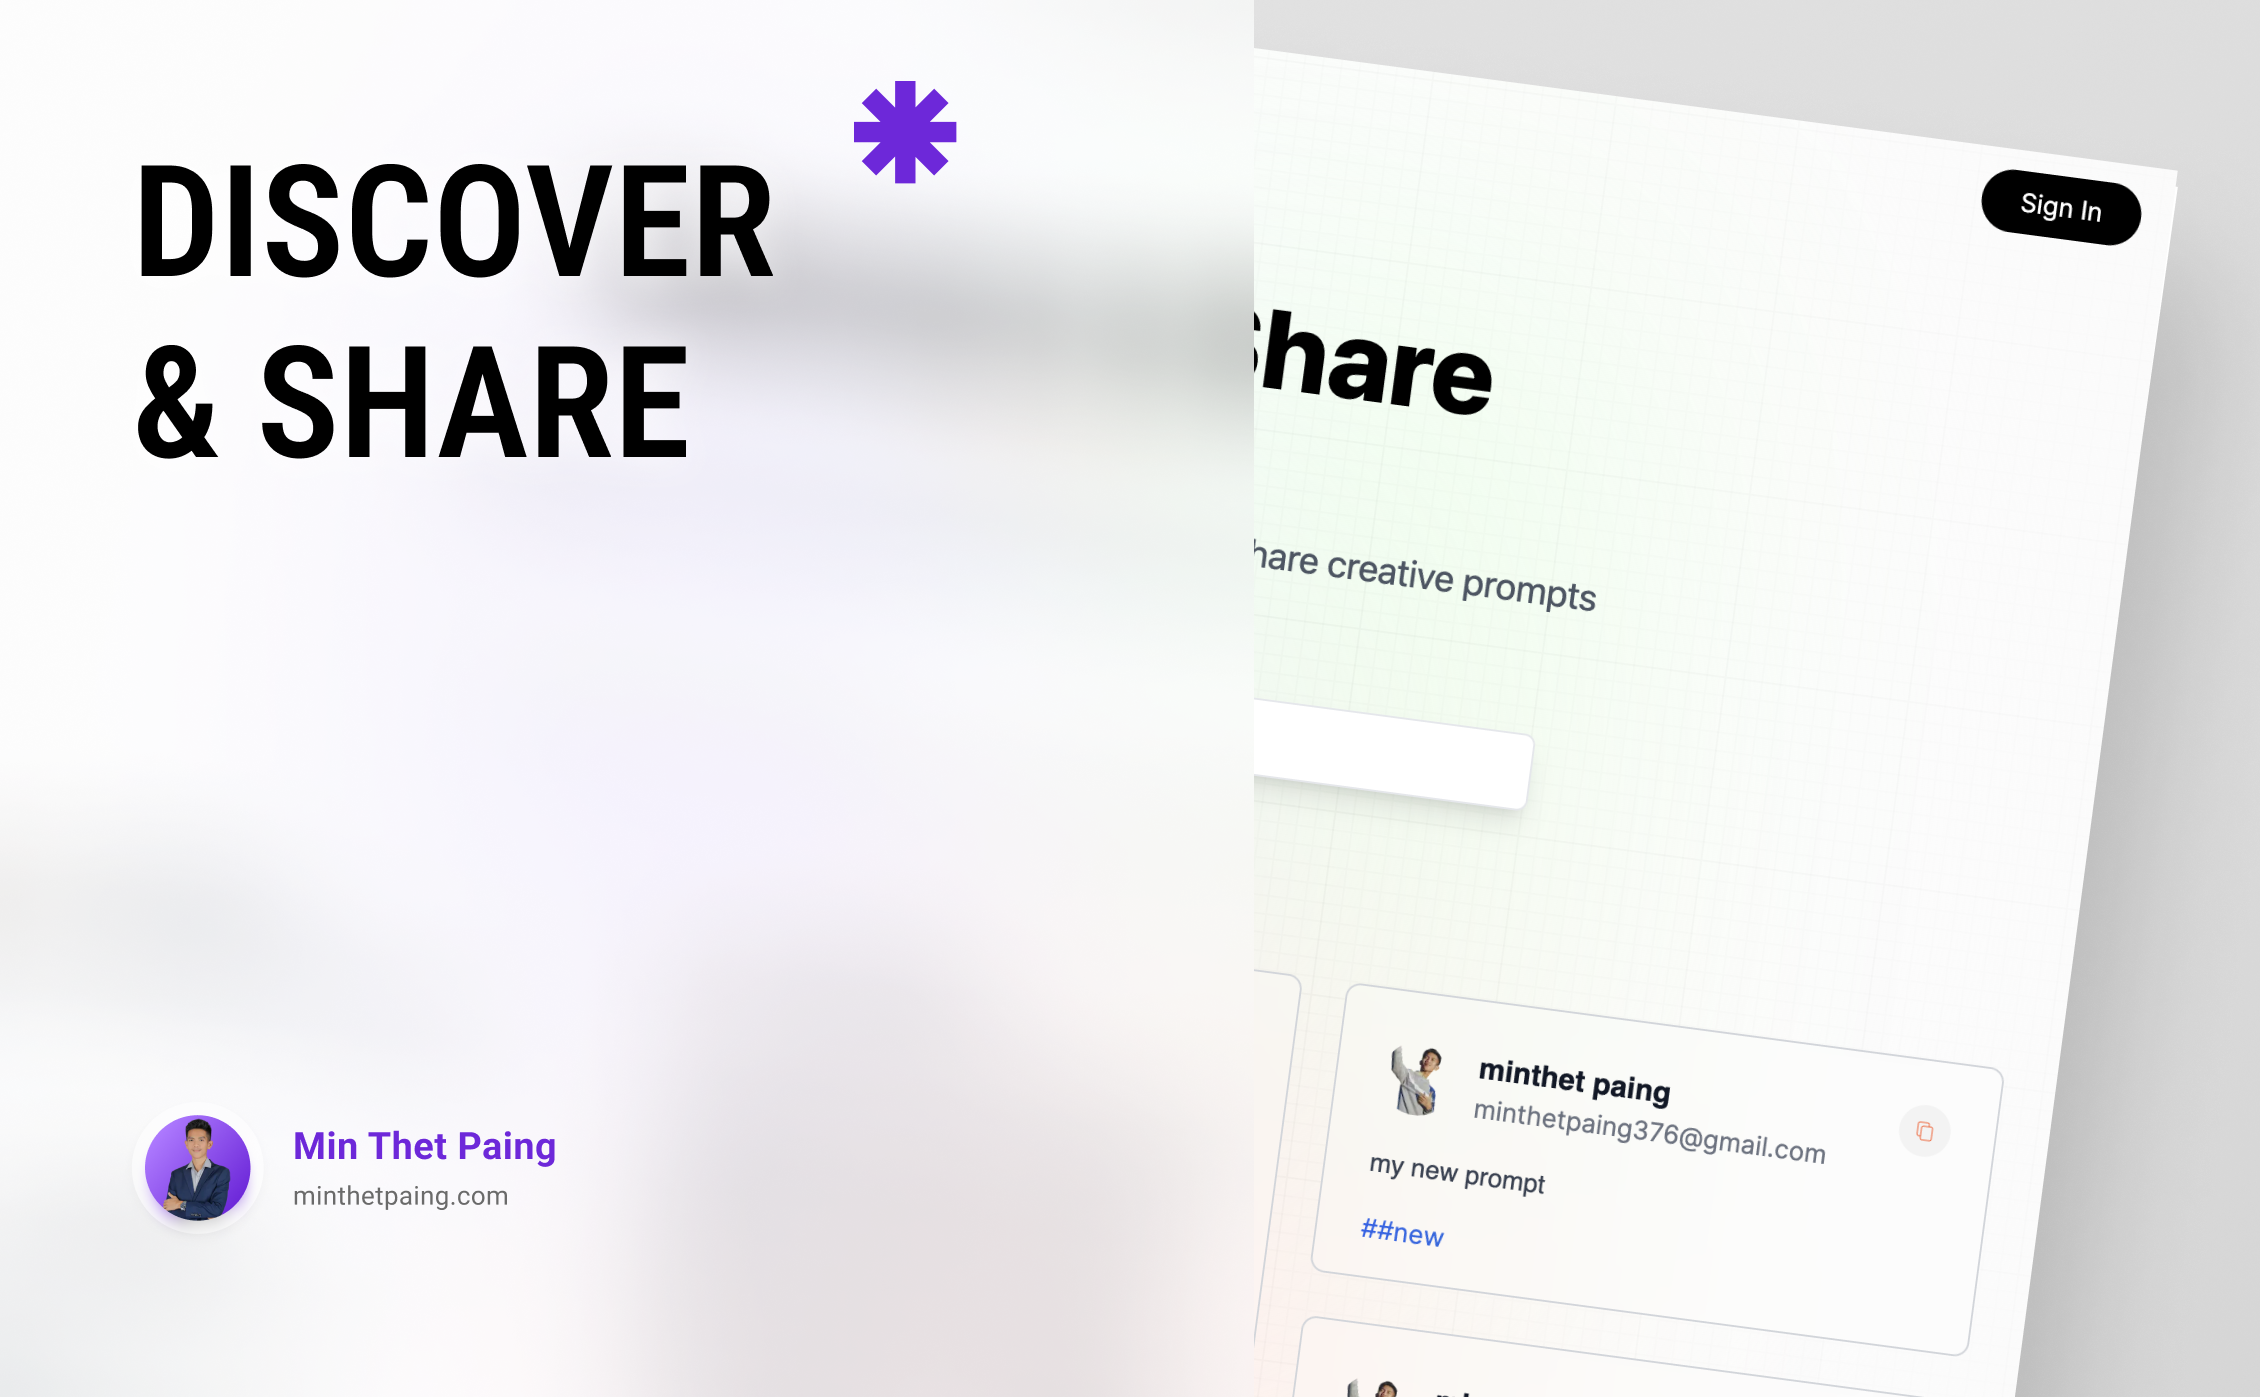 DISCOVER
& SHARE
Min Thet Paing
minthetpaing.com
Sign In
Share
hare creative prompts
minthet paing
minthetpaing376@gmail.com
my new prompt
##new